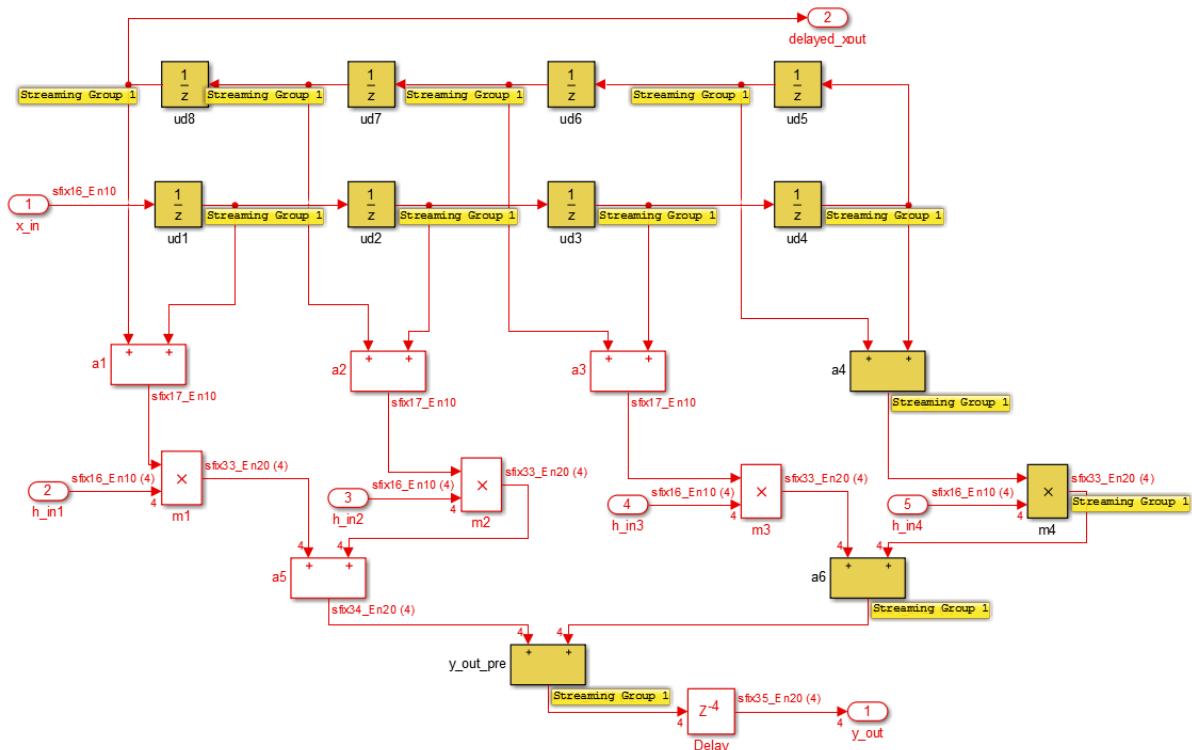 2
delayed_xout
1
z
1
z
1
z
1
z
Streaming Group 1
Streaming Group 1
Streaming Group 1
Streaming Group 1
ud8
ud7
ud6
ud5
sfix16_En10
1
x_in
1
z
1
z
1
z
1
z
Streaming Group 1
Streaming Group 1
Streaming Group 1
Streaming Group 1
ud1
ud2
ud3
ud4
+ +
+ +
+ +
+ +
a1
a2
a3
a4
sfix17_En10
sfix17_En10
sfix17_En10
Streaming Group 1
sfix16_En10 (4)
2
h_in1
4
×
m1
sfix33_En20 (4)
sfix16_En10 (4)
3
h_in2
4
×
m2
sfix33_En20 (4)
sfix16_En10 (4)
4
h_in3
4
×
m3
sfix33_En20 (4)
sfix16_En10 (4)
5
h_in4
4
×
m4
sfix33_En20 (4)
Streaming Group 1
4 4
+ +
a5
sfix34_En20 (4)
4 4
+ +
a6
Streaming Group 1
4 4
+ +
y_out_pre
Streaming Group 1
4
Z-4
Delay
sfix35_En20 (4)
4
1
y_out